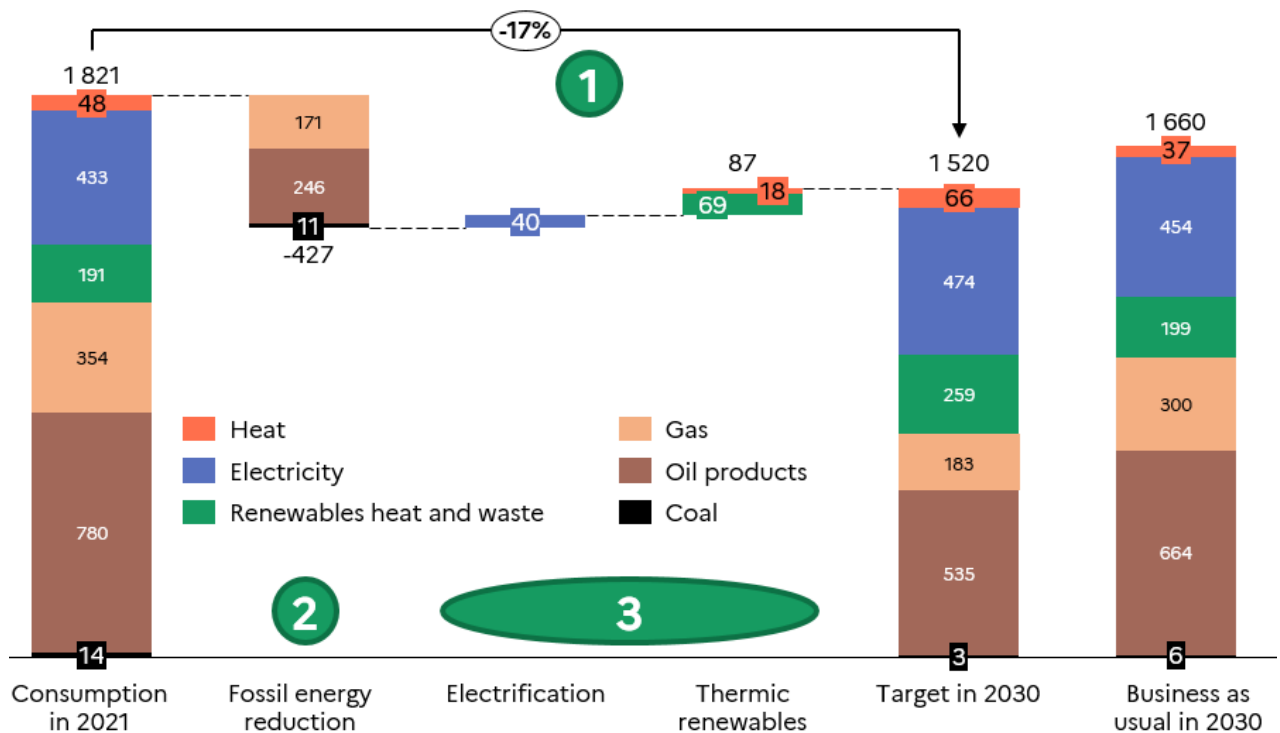 -17%
1
1 821
48
433
191
354
780
14
171
246
11
-427
40
87
18
69
1 520
66
474
259
183
535
3
1 660
37
454
199
300
664
6
Heat
Electricity
Renewables heat and waste
Gas
Oil products
Coal
2
3
Consumption
in 2021
Fossil energy
reduction
Electrification
Thermic
renewables
Target in 2030
Business as
usual in 2030